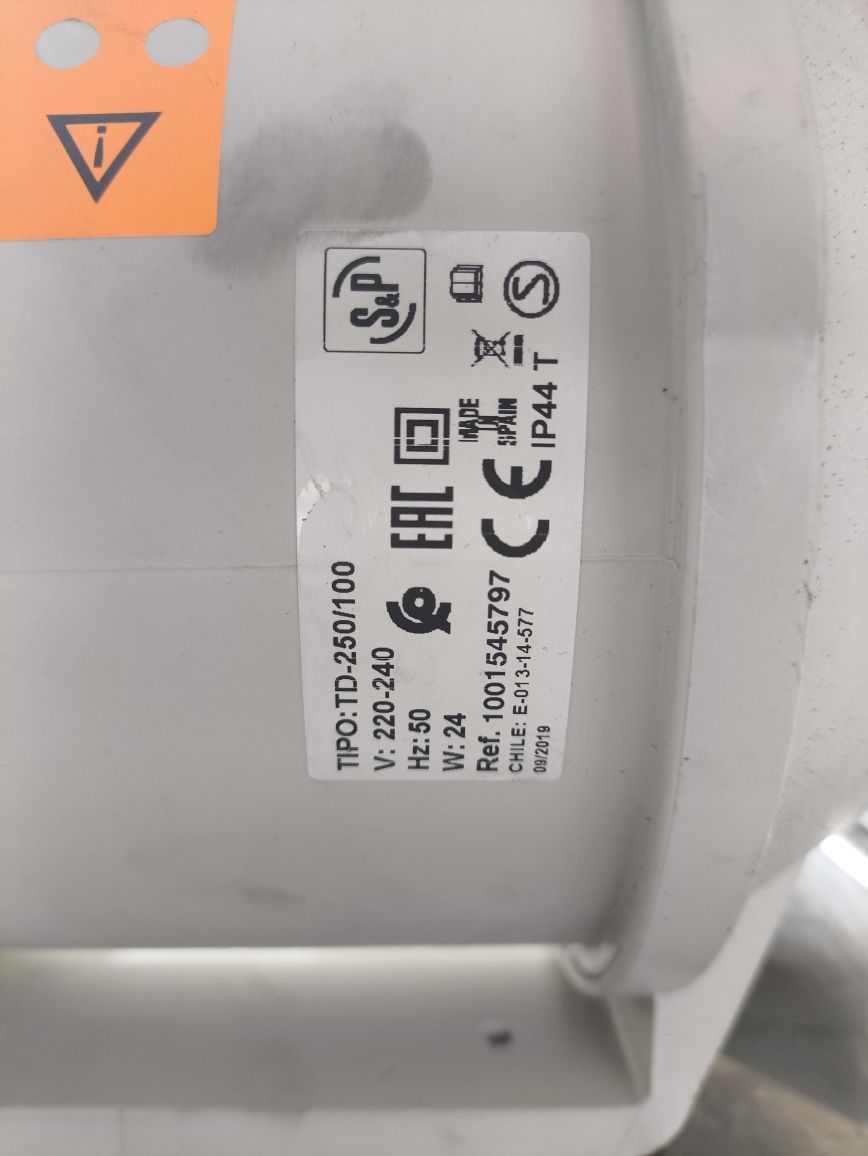 i
S&P
TIPO: TD-250/100
V: 220-240
Hz: 50
W: 24
Ref. 1001545797
CHILE: E-013-14-577
09/2019
EAC
CE
MADE
IN
SPAIN
IP44 T
S